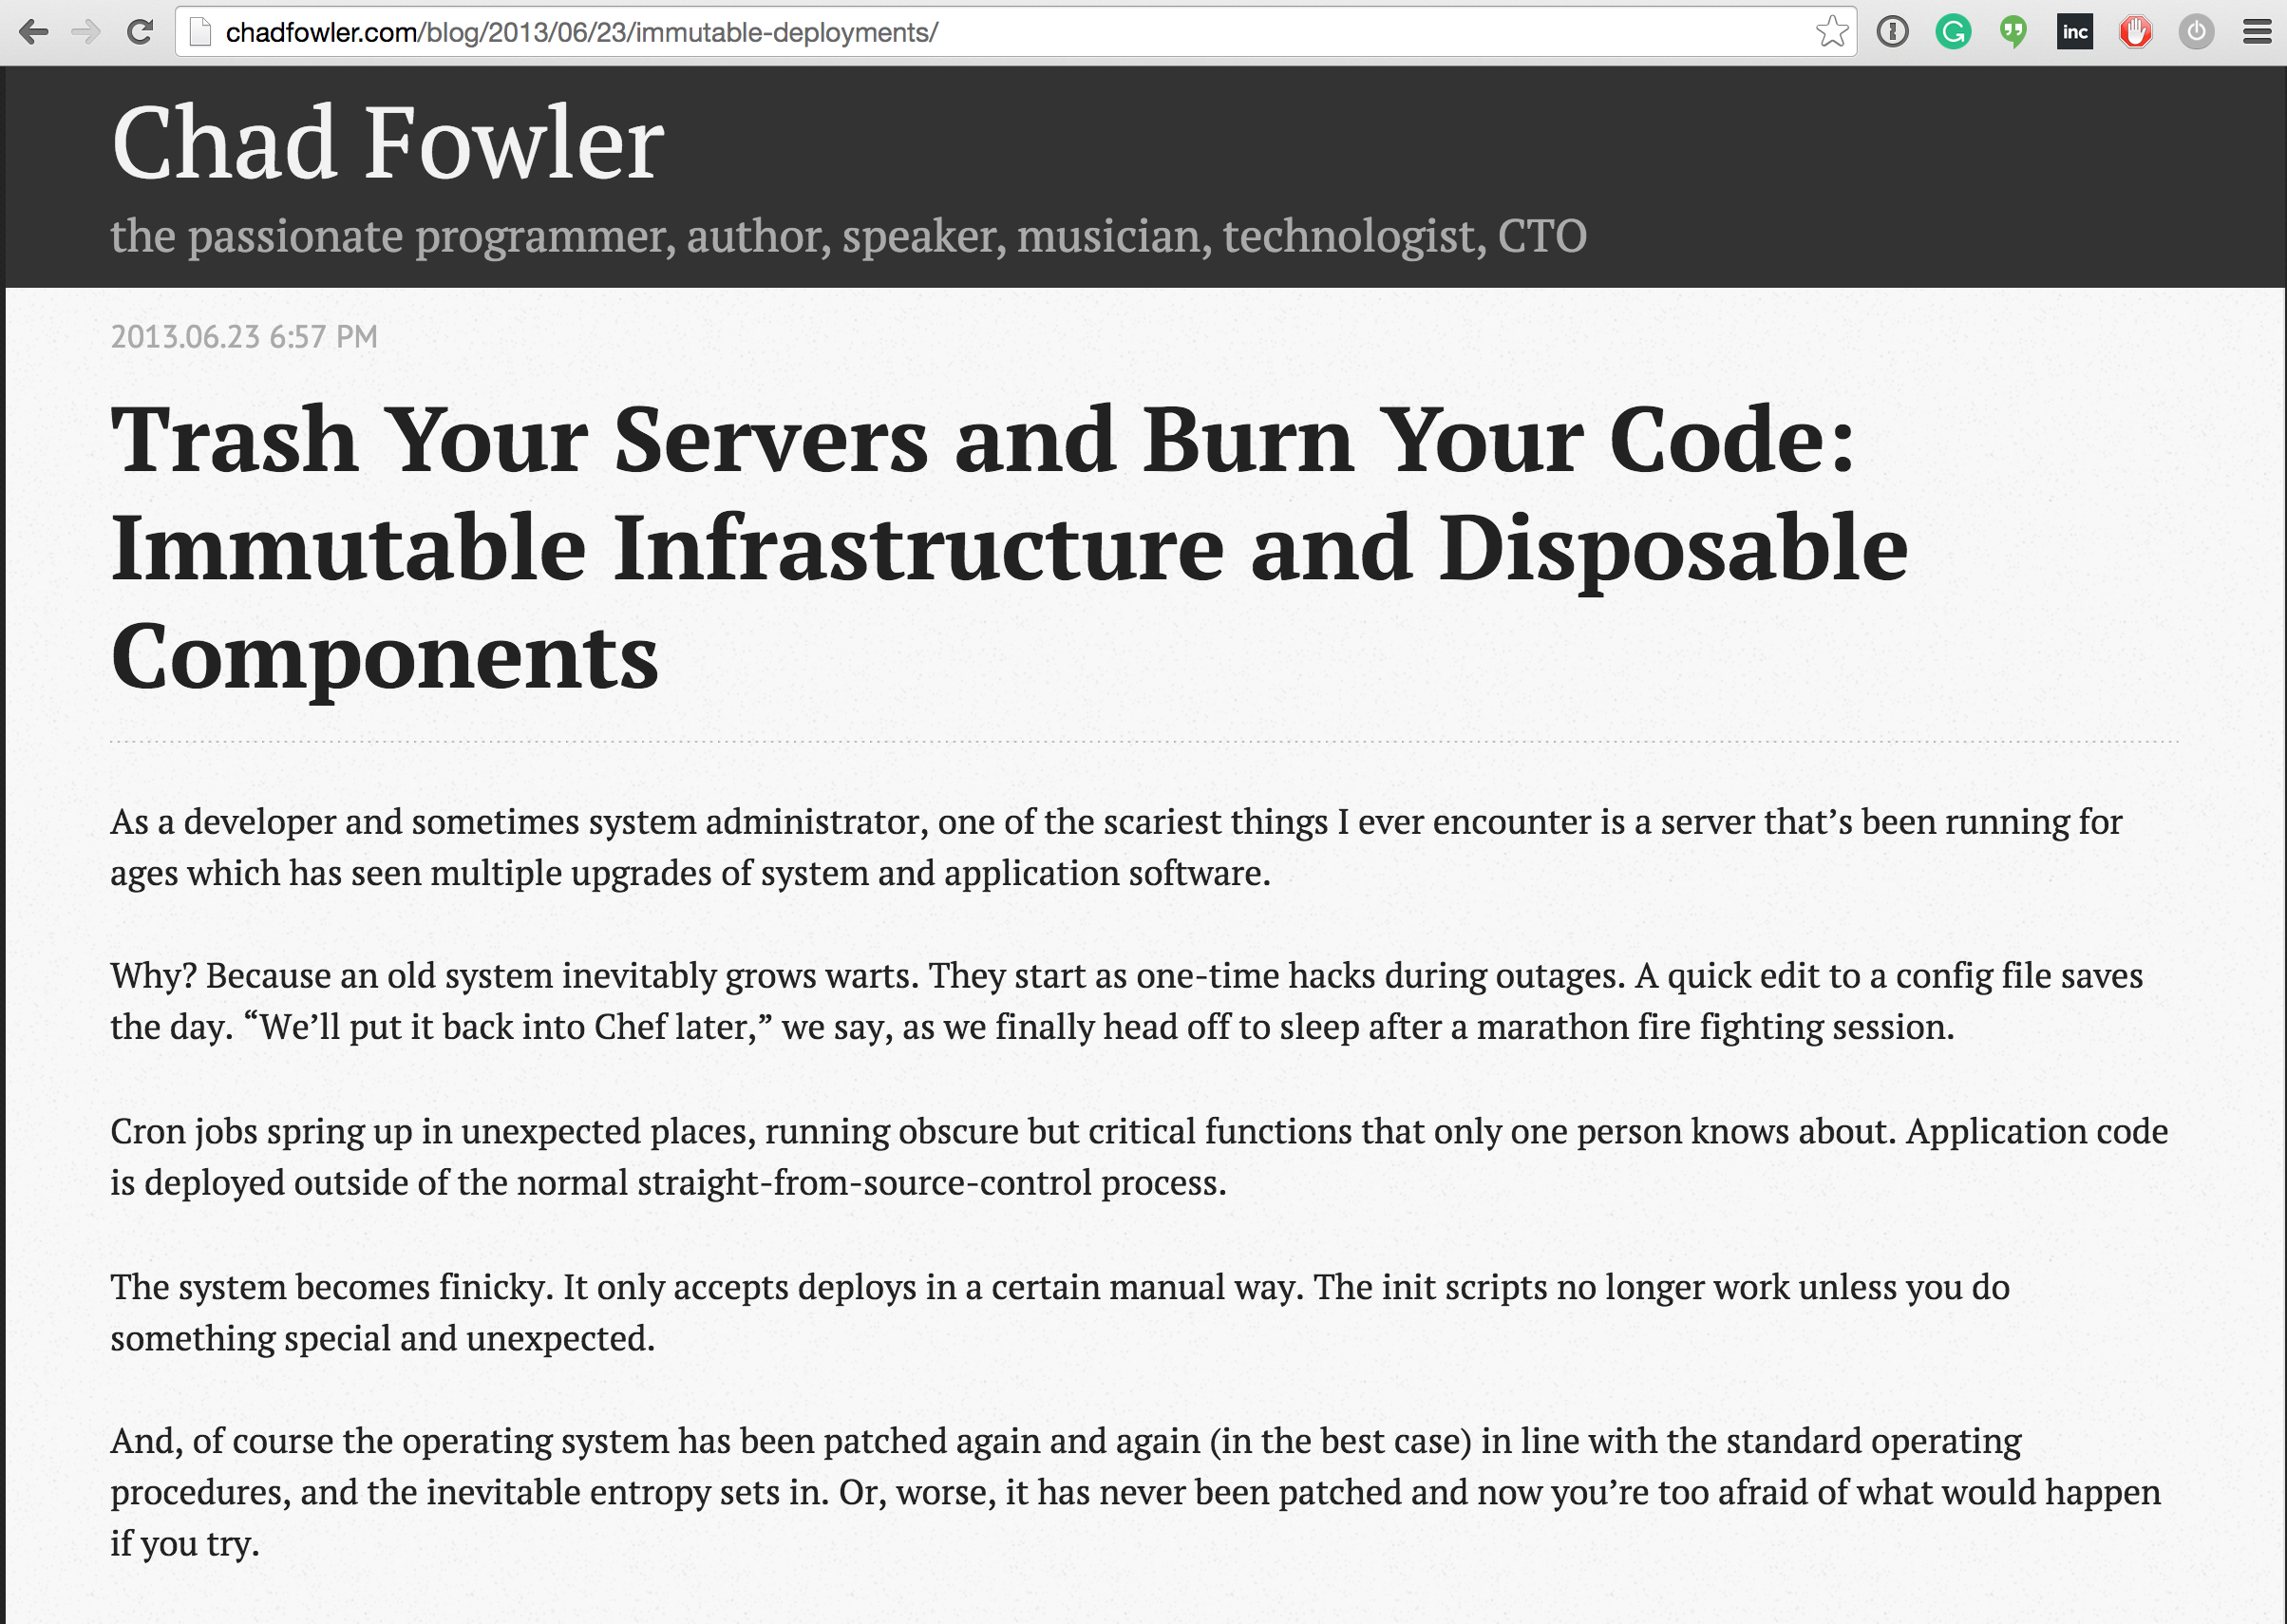 chadfowler.com/blog/2013/06/23/immutable-deployments/
inc
Chad Fowler
the passionate programmer, author, speaker, musician, technologist, CTO
2013.06.23 6:57 PM
Trash Your Servers and Burn Your Code:
Immutable Infrastructure and Disposable
Components
As a developer and sometimes system administrator, one of the scariest things I ever encounter is a server that’s been running for
ages which has seen multiple upgrades of system and application software.
Why? Because an old system inevitably grows warts. They start as one-time hacks during outages. A quick edit to a config file saves
the day. “We’ll put it back into Chef later,” we say, as we finally head off to sleep after a marathon fire fighting session.
Cron jobs spring up in unexpected places, running obscure but critical functions that only one person knows about. Application code
is deployed outside of the normal straight-from-source-control process.
The system becomes finicky. It only accepts deploys in a certain manual way. The init scripts no longer work unless you do
something special and unexpected.
And, of course the operating system has been patched again and again (in the best case) in line with the standard operating
procedures, and the inevitable entropy sets in. Or, worse, it has never been patched and now you’re too afraid of what would happen
if you try.